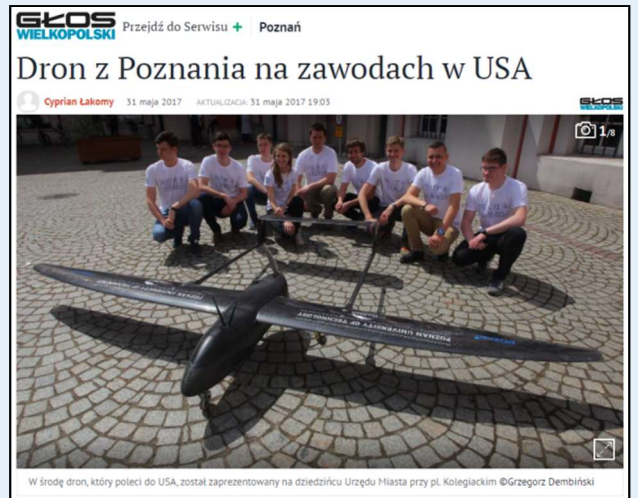 GŁOS
WIELKOPOLSKI
Przejdź do Serwisu +
Poznań
Dron z Poznania na zawodach w USA
Cyprian Łakomy 31 maja 2017 AKTUALIZACJA: 31 maja 2017 19:03
GŁOS
WIELKOPOLSKI
1/8
POZNAN UNIVERSITY OF TECHNOLOGY
W środę dron, który poleci do USA, został zaprezentowany na dziedzińcu Urzędu Miasta przy pl. Kolegiackim ©Grzegorz Dembiński